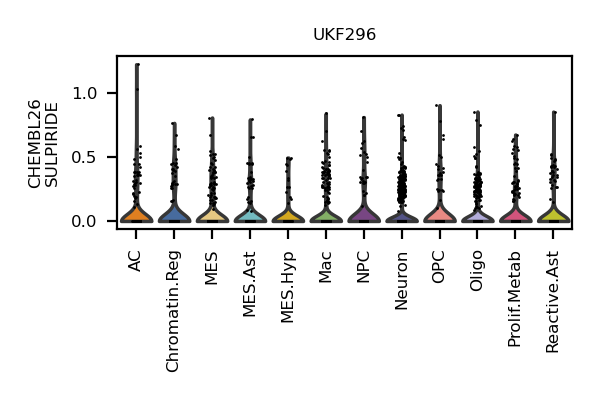 UKF296
CHEMBL26
SULPIRIDE
1.0
0.5
0.0
AC
Chromatin.Reg
MES
MES.Ast
MES.Hyp
Mac
NPC
Neuron
OPC
Oligo
Prolif.Metab
Reactive.Ast